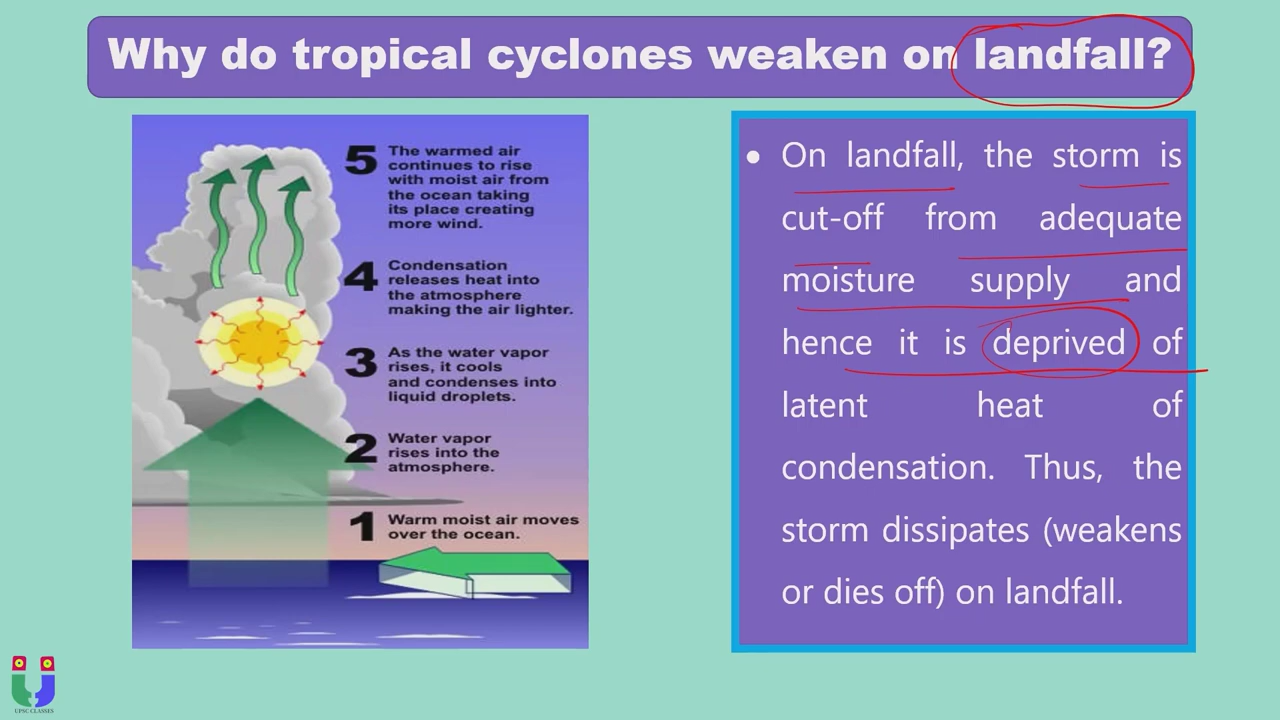 Why do tropical cyclones weaken on landfall?
5 The warmed air
continues to rise
with moist air from
the ocean taking
its place creating
more wind.
4 Condensation
releases heat into
the atmosphere
making the air lighter.
3 As the water vapor
rises, it cools
and condenses into
liquid droplets.
2 Water vapor
rises into the
atmosphere.
1 Warm moist air moves
over the ocean.
• On landfall, the storm is
cut-off from adequate
moisture supply and
hence it is deprived of
latent heat of
condensation. Thus, the
storm dissipates (weakens
or dies off) on landfall.
UPSC CLASSES